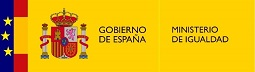 GOBIERNO
DE ESPAÑA
MINISTERIO
DE IGUALDAD